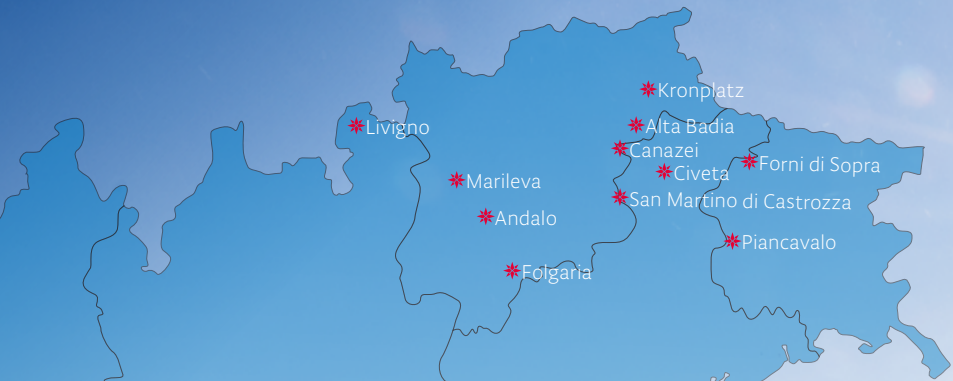 Kronplatz
Livigno
Alta Badia
Canazei
Forni di Sopra
Civeta
Marileva
San Martino di Castrozza
Andalo
Piancavalo
Folgaria